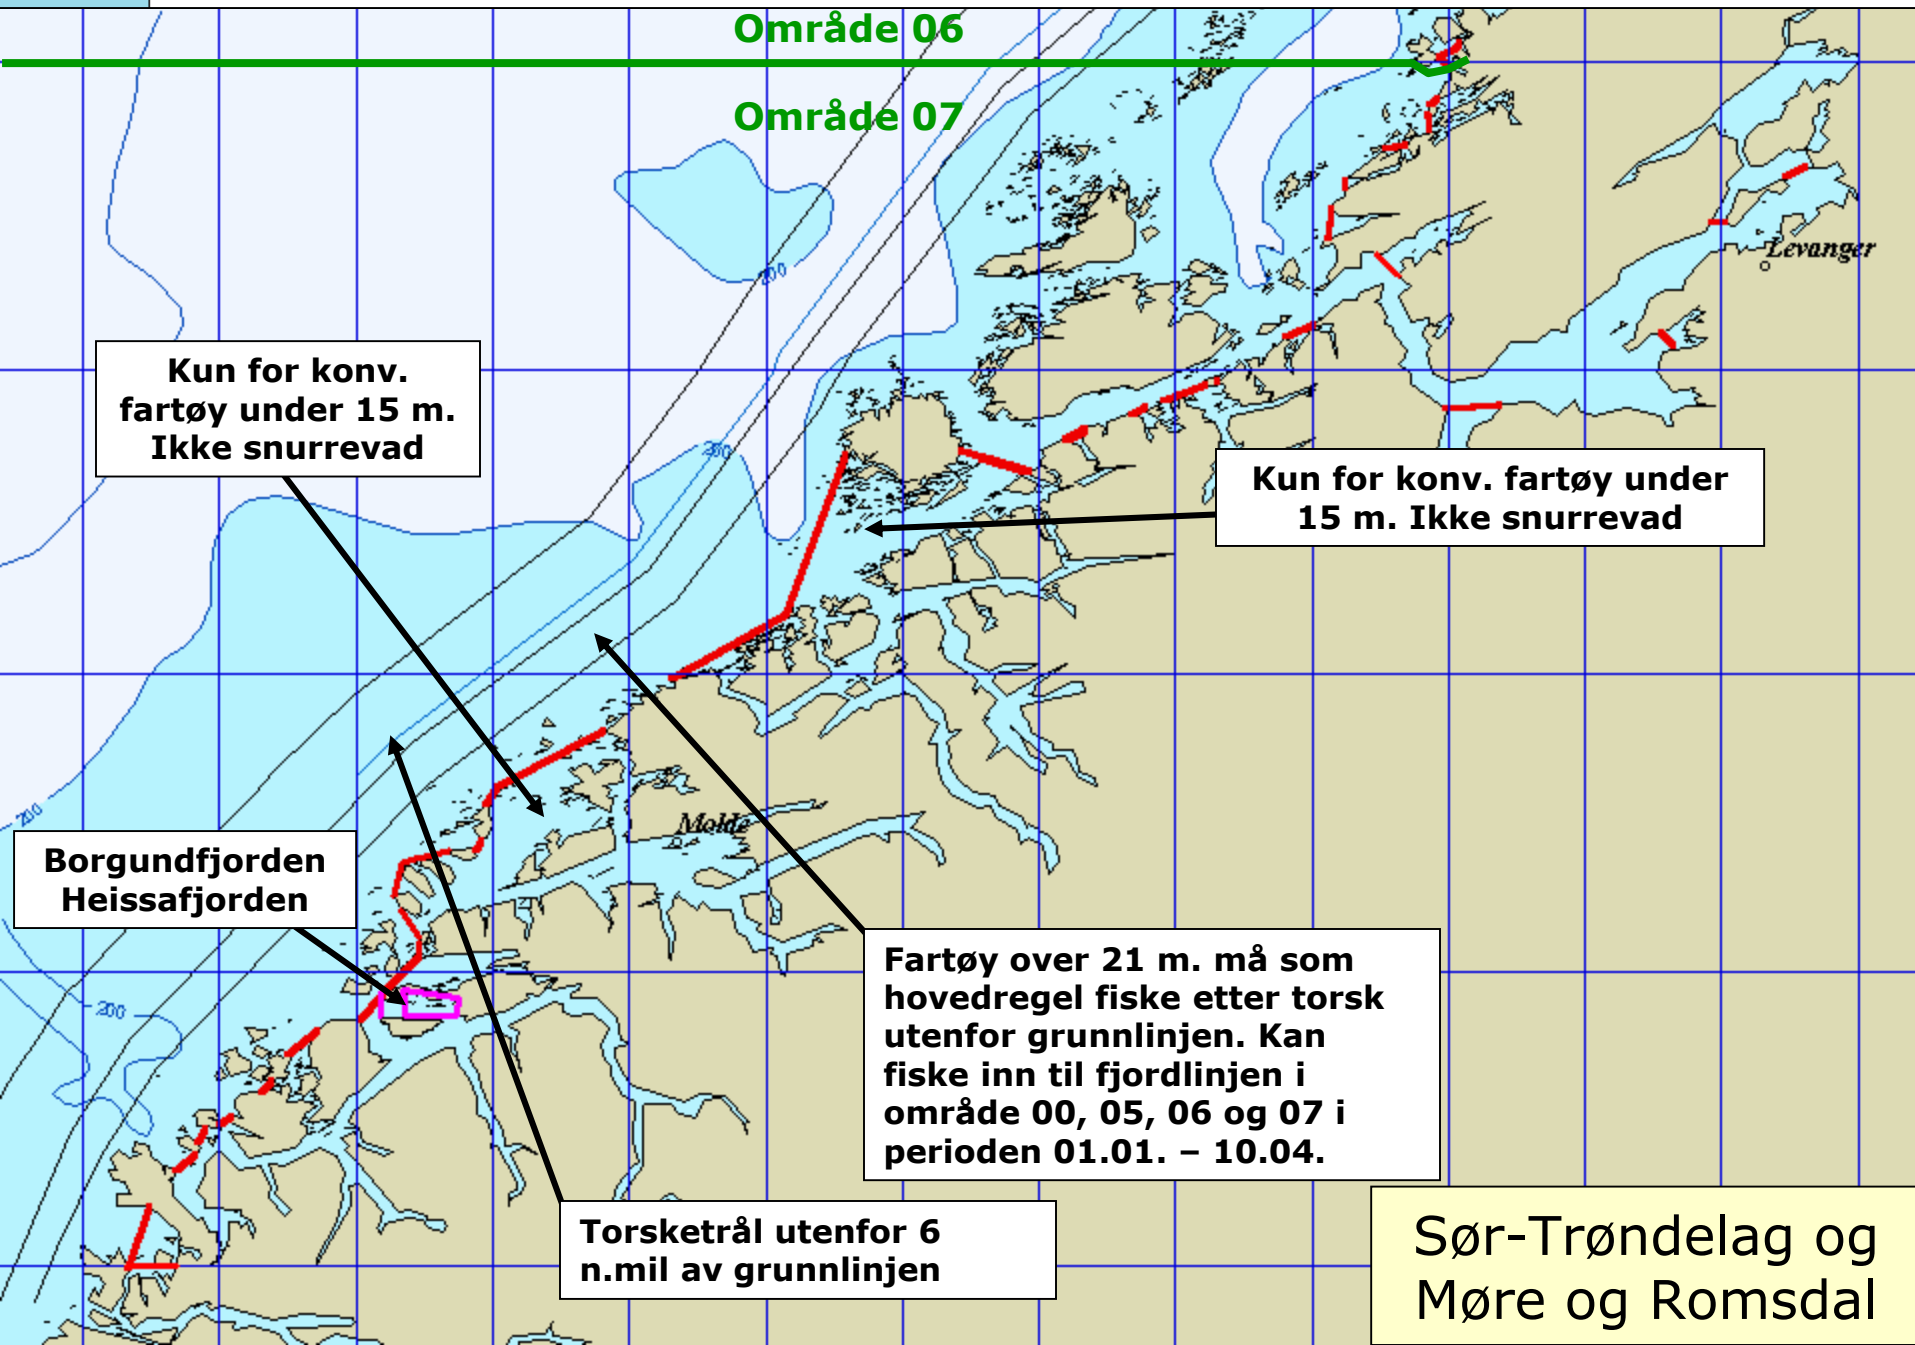 Område 06
Område 07
200
Levanger
Kun for konv.
fartøy under 15 m.
Ikke snurrevad
200
Kun for konv. fartøy under
15 m. Ikke snurrevad
200
Molde
Borgundfjorden
Heissafjorden
200
Fartøy over 21 m. må som
hovedregel fiske etter torsk
utenfor grunnlinjen. Kan
fiske inn til fjordlinjen i
område 00, 05, 06 og 07 i
perioden 01.01. – 10.04.
Torsketrål utenfor 6
n.mil av grunnlinjen
Sør-Trøndelag og
Møre og Romsdal